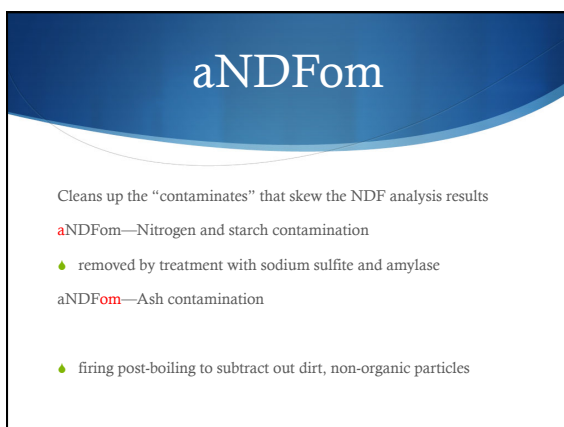 aNDFom
Cleans up the “contaminates” that skew the NDF analysis results
aNDFom—Nitrogen and starch contamination
removed by treatment with sodium sulfite and amylase
aNDFom—Ash contamination
firing post-boiling to subtract out dirt, non-organic particles